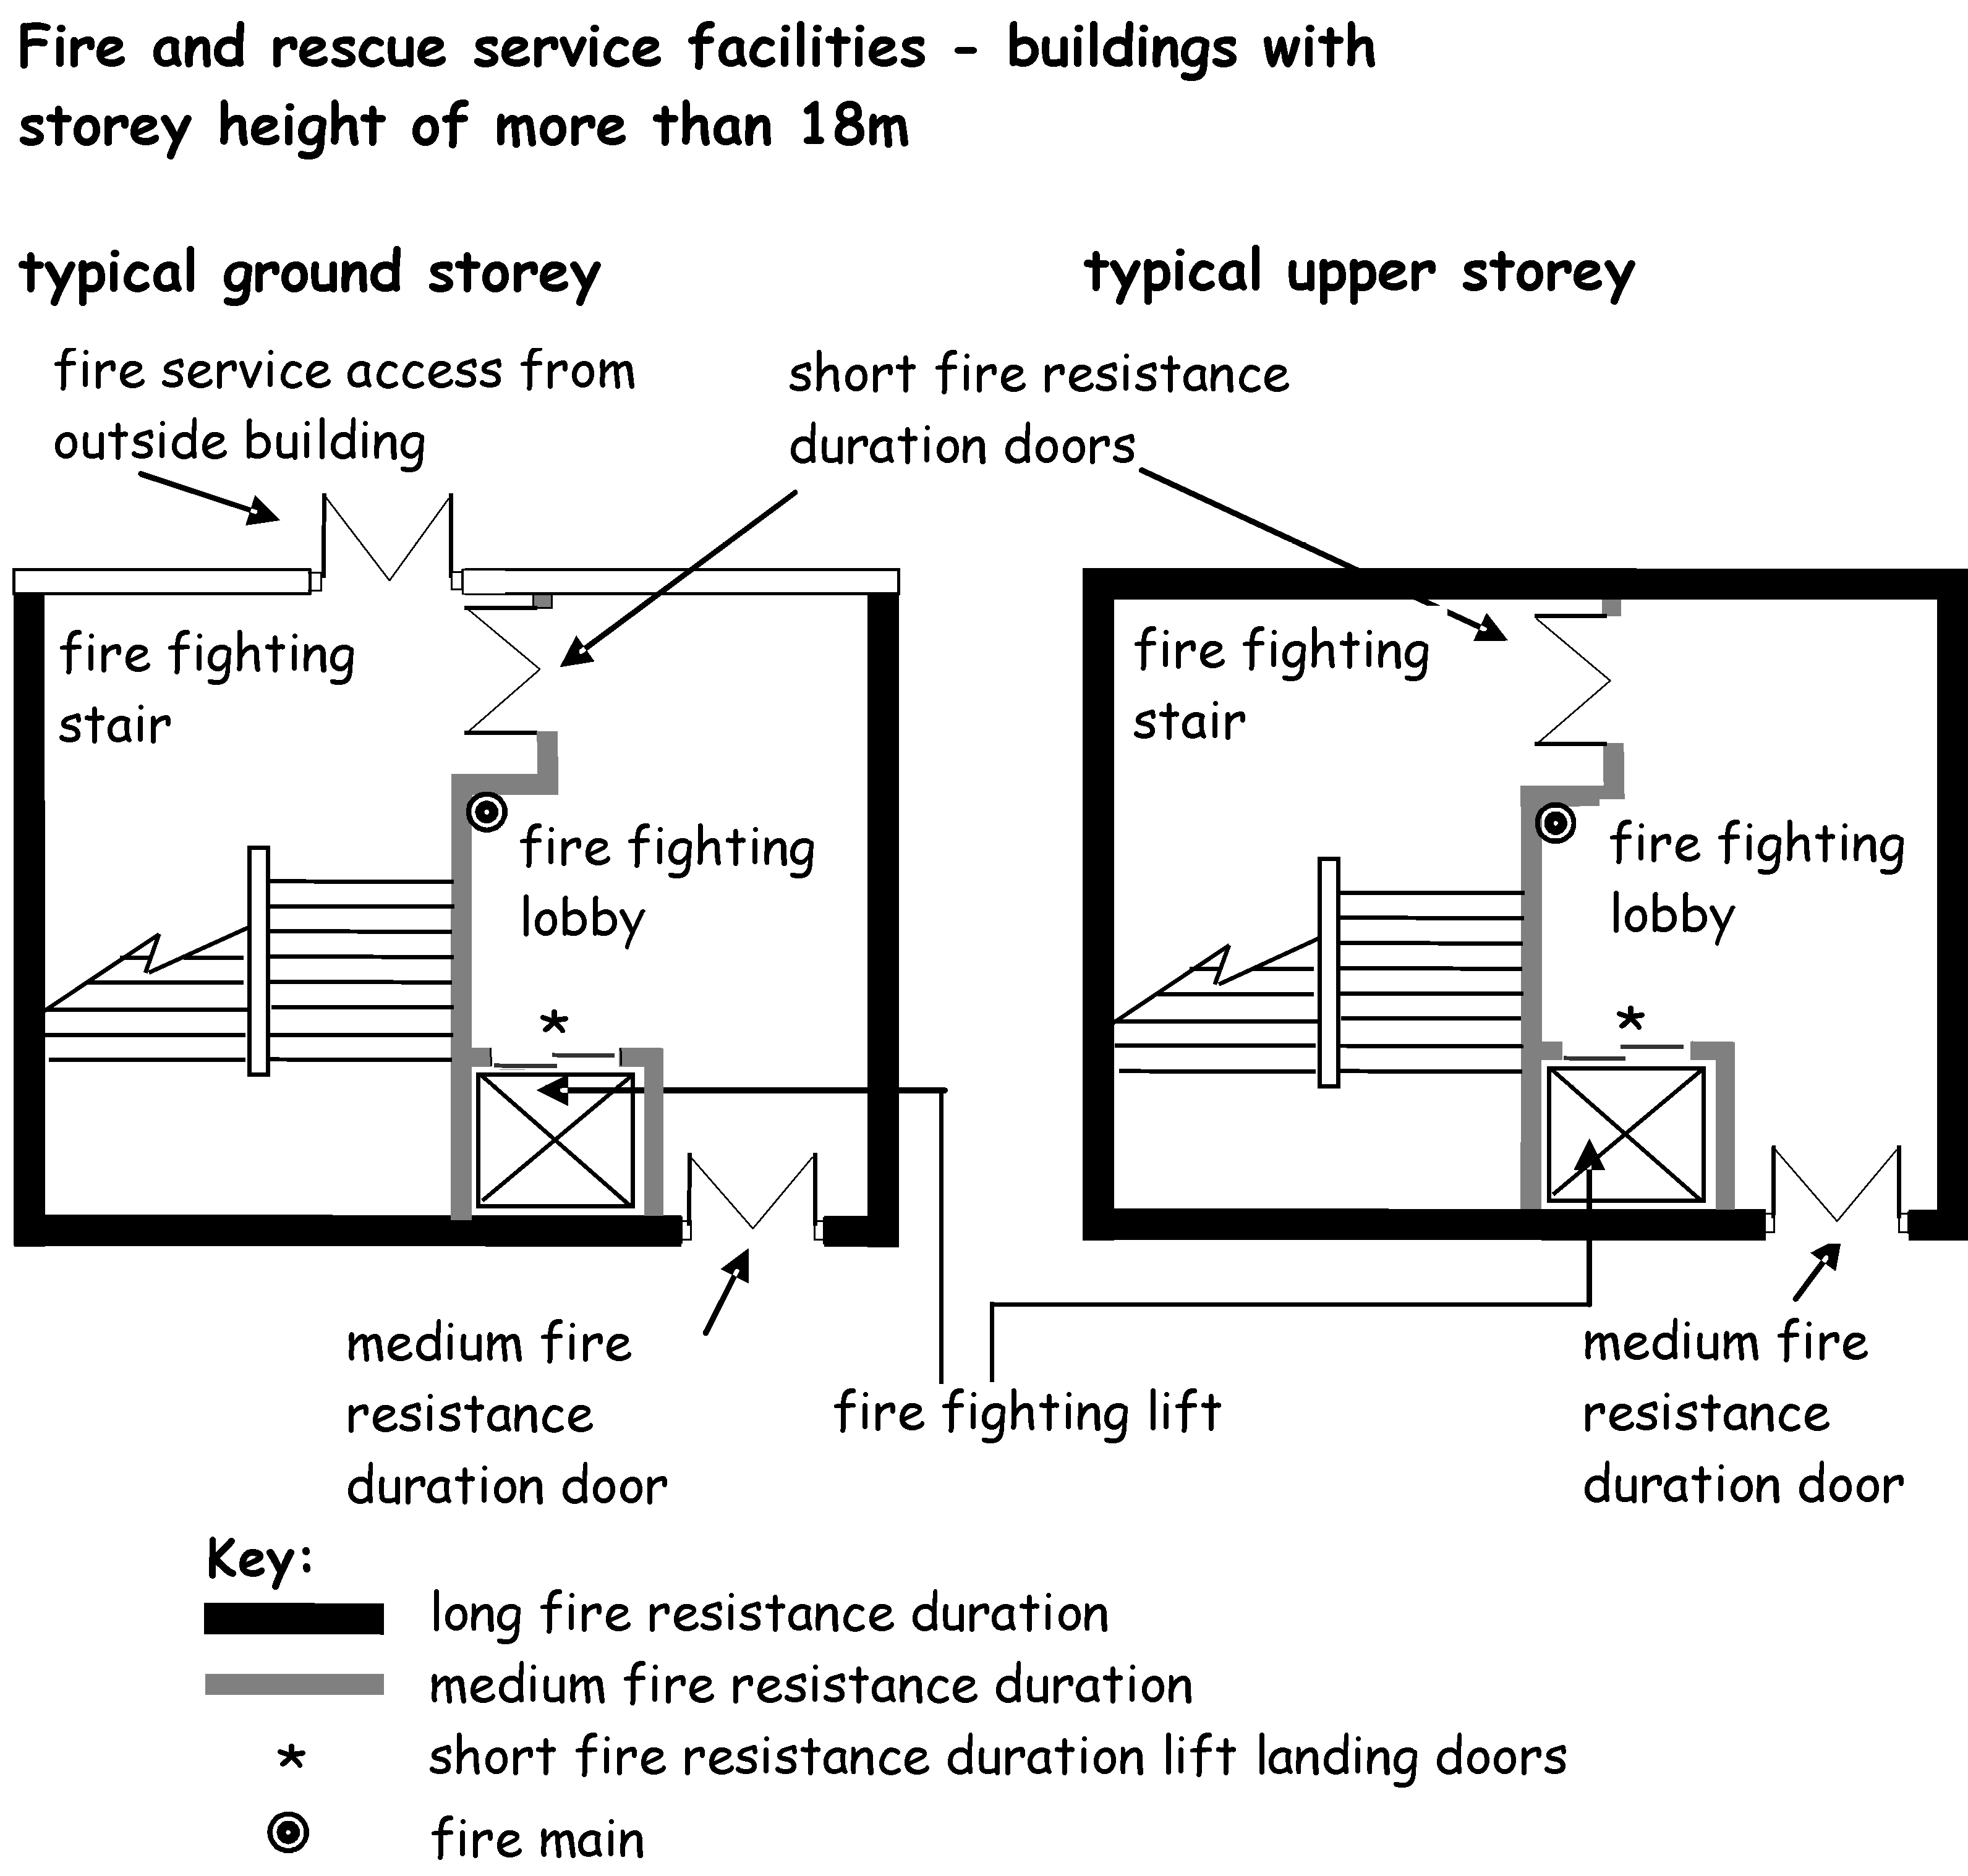 Fire and rescue service facilities - buildings with
storey height of more than 18m
typical ground storey
typical upper storey
fire service access from
outside building
short fire resistance
duration doors
fire fighting
stair
fire fighting
lobby
*
fire fighting
stair
fire fighting
lobby
*
medium fire
resistance
duration door
fire fighting lift
medium fire
resistance
duration door
Key:
long fire resistance duration
medium fire resistance duration
* short fire resistance duration lift landing doors
fire main